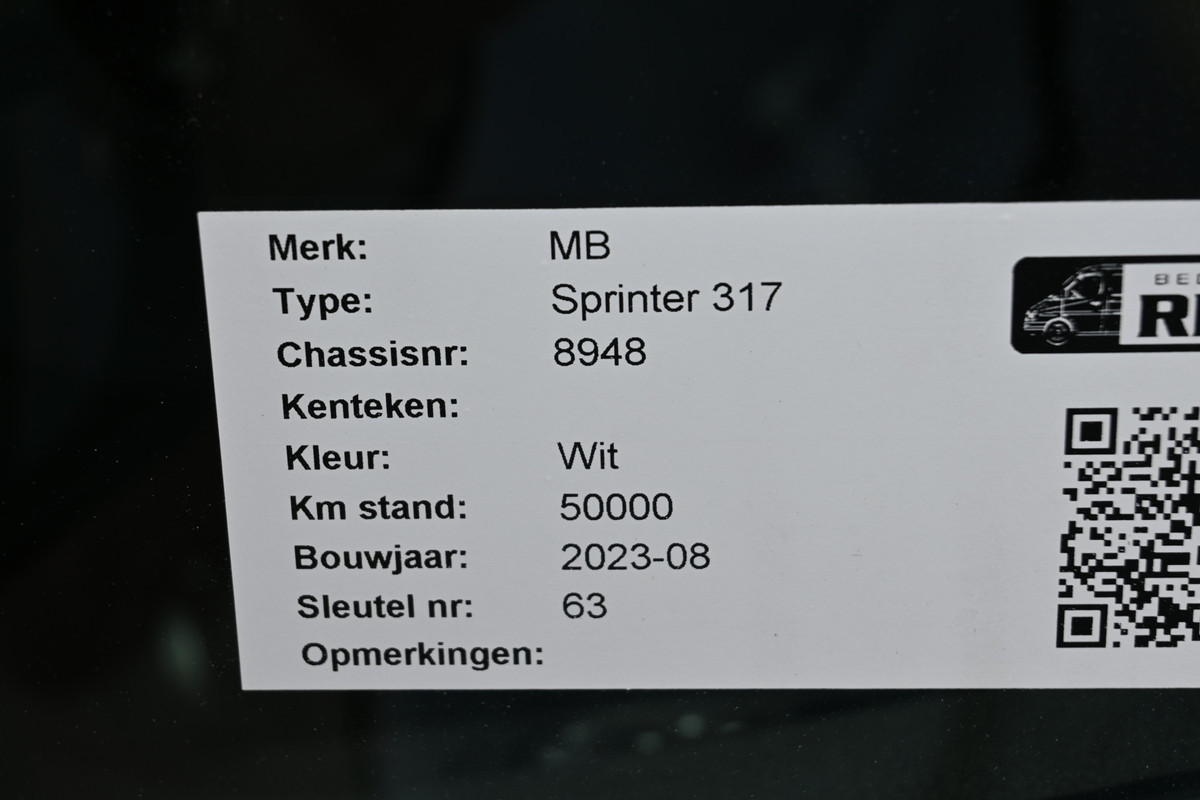 Merk: MB
Type: Sprinter 317
Chassisnr: 8948
Kenteken:
Kleur: Wit
Km stand: 50000
Bouwjaar: 2023-08
Sleutel nr: 63
Opmerkingen: